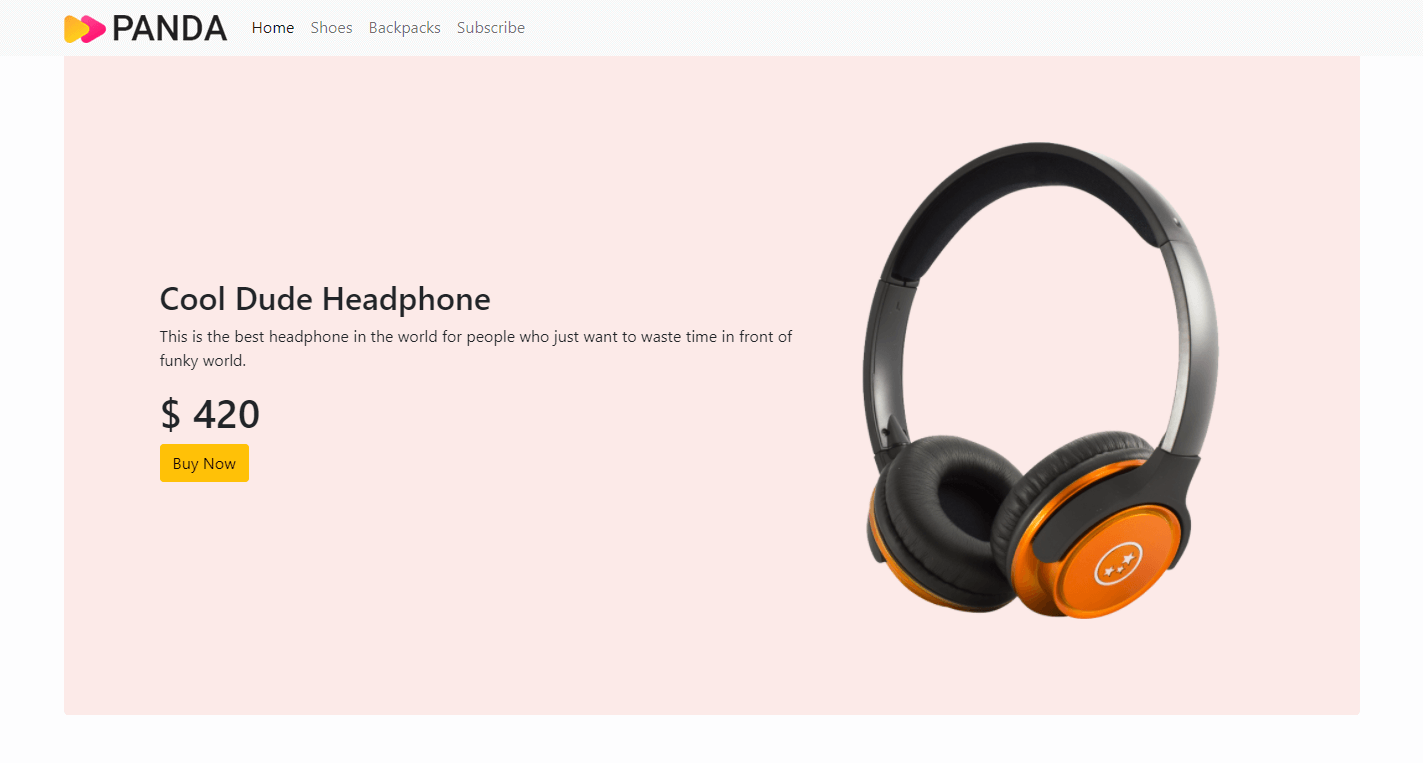 PANDA Home Shoes Backpacks Subscribe
Cool Dude Headphone
This is the best headphone in the world for people who just want to waste time in front of
funky world.
$ 420
Buy Now